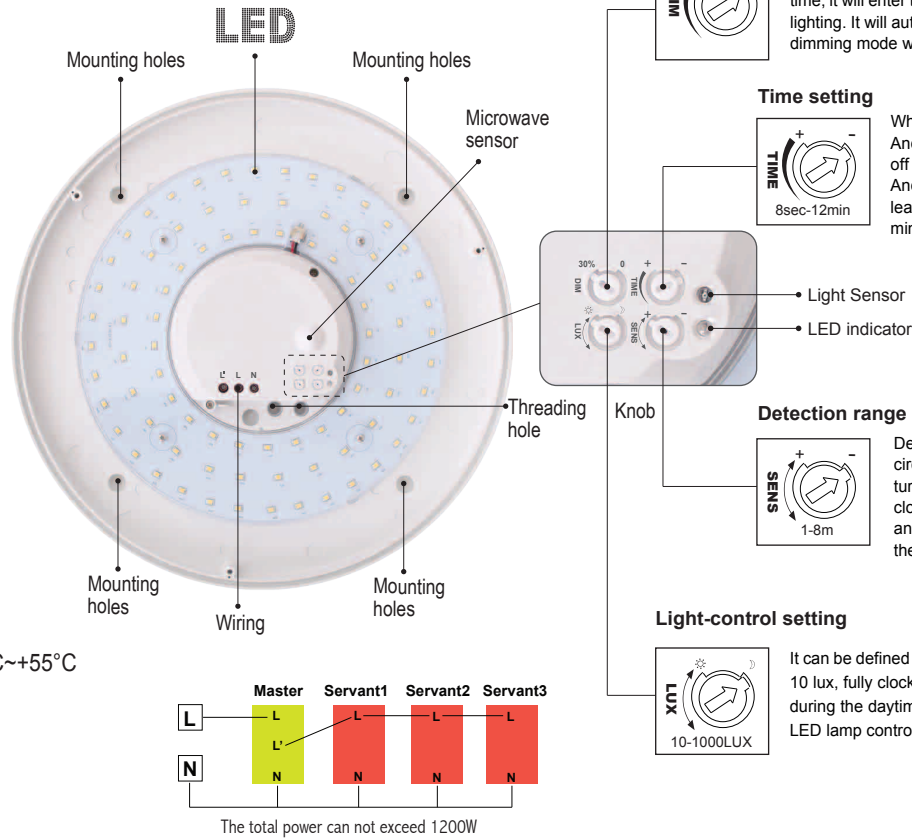 time, it will enter
lighting. It will aut
dimming mode w
DIM
LED
Mounting holes
Mounting holes
Microwave
sensor
Time setting
TIME
+ -
8sec-12min
Wh
And
off
And
lea
min
30% 0
DIM
+ -
TIME
LUX
+ -
SENS
Light Sensor
LED indicator
L' L N
Threading
hole
Knob
Detection range
SENS
+ -
1-8m
De
circ
tur
clo
an
the
Mounting
holes
Mounting
holes
Wiring
Light-control setting
LUX
10-1000LUX
It can be defined
10 lux, fully clock
during the daytim
LED lamp contro
~+55°C
Master Servant1 Servant2 Servant3
L L L L L
L'
N N N N N
The total power can not exceed 1200W